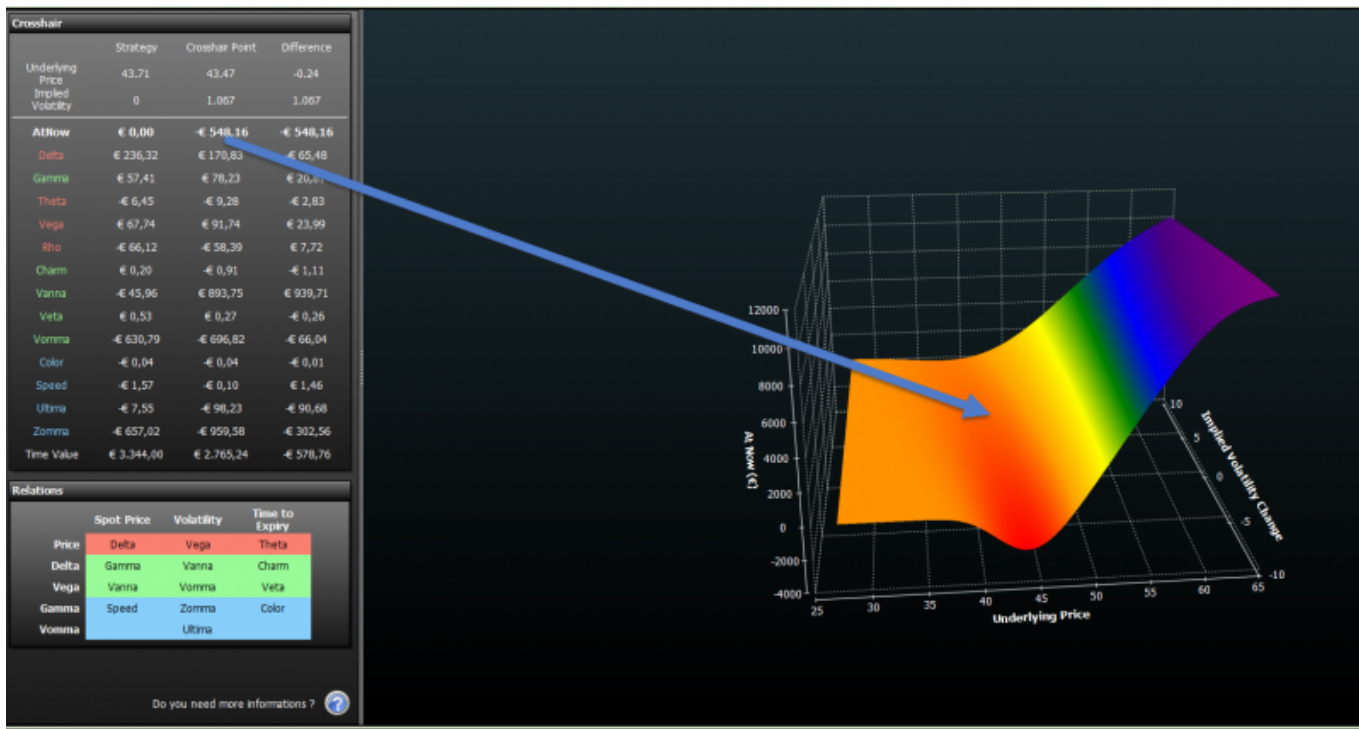 Crosshair
Strategy Crosshair Point Difference
Underlying Price 43.71 43.47 -0.24
Implied Volatility 0 1.067 1.067
AtNow € 0,00 -€ 548,16 -€ 548,16
Delta € 236,32 € 170,83 -€ 65,48
Gamma € 57,41 € 78,23 € 20,81
Theta -€ 6,45 -€ 9,28 -€ 2,83
Vega € 67,74 € 91,74 € 23,99
Rho -€ 66,12 -€ 58,39 € 7,72
Charm € 0,20 -€ 0,91 -€ 1,11
Vanna -€ 45,96 € 893,75 € 939,71
Veta € 0,53 € 0,27 -€ 0,26
Vomma -€ 630,79 -€ 696,82 -€ 66,04
Color -€ 0,04 -€ 0,04 -€ 0,01
Speed -€ 1,57 -€ 0,10 € 1,46
Ultima -€ 7,55 -€ 98,23 -€ 90,68
Zomma -€ 657,02 -€ 959,58 -€ 302,56
Time Value € 3.344,00 € 2.765,24 -€ 578,76
Relations
Spot Price Volatility Time to Expiry
Price Delta Vega Theta
Delta Gamma Vanna Charm
Vega Vanna Vomma Veta
Gamma Speed Zomma Color
Vomma Ultima
Do you need more informations ?
12000
10000
8000
6000
4000
2000
0
-2000
-4000
At Now (€)
25 30 35 40 45 50 55 60 65
Underlying Price
10
5
0
-5
-10
Implied Volatility Change